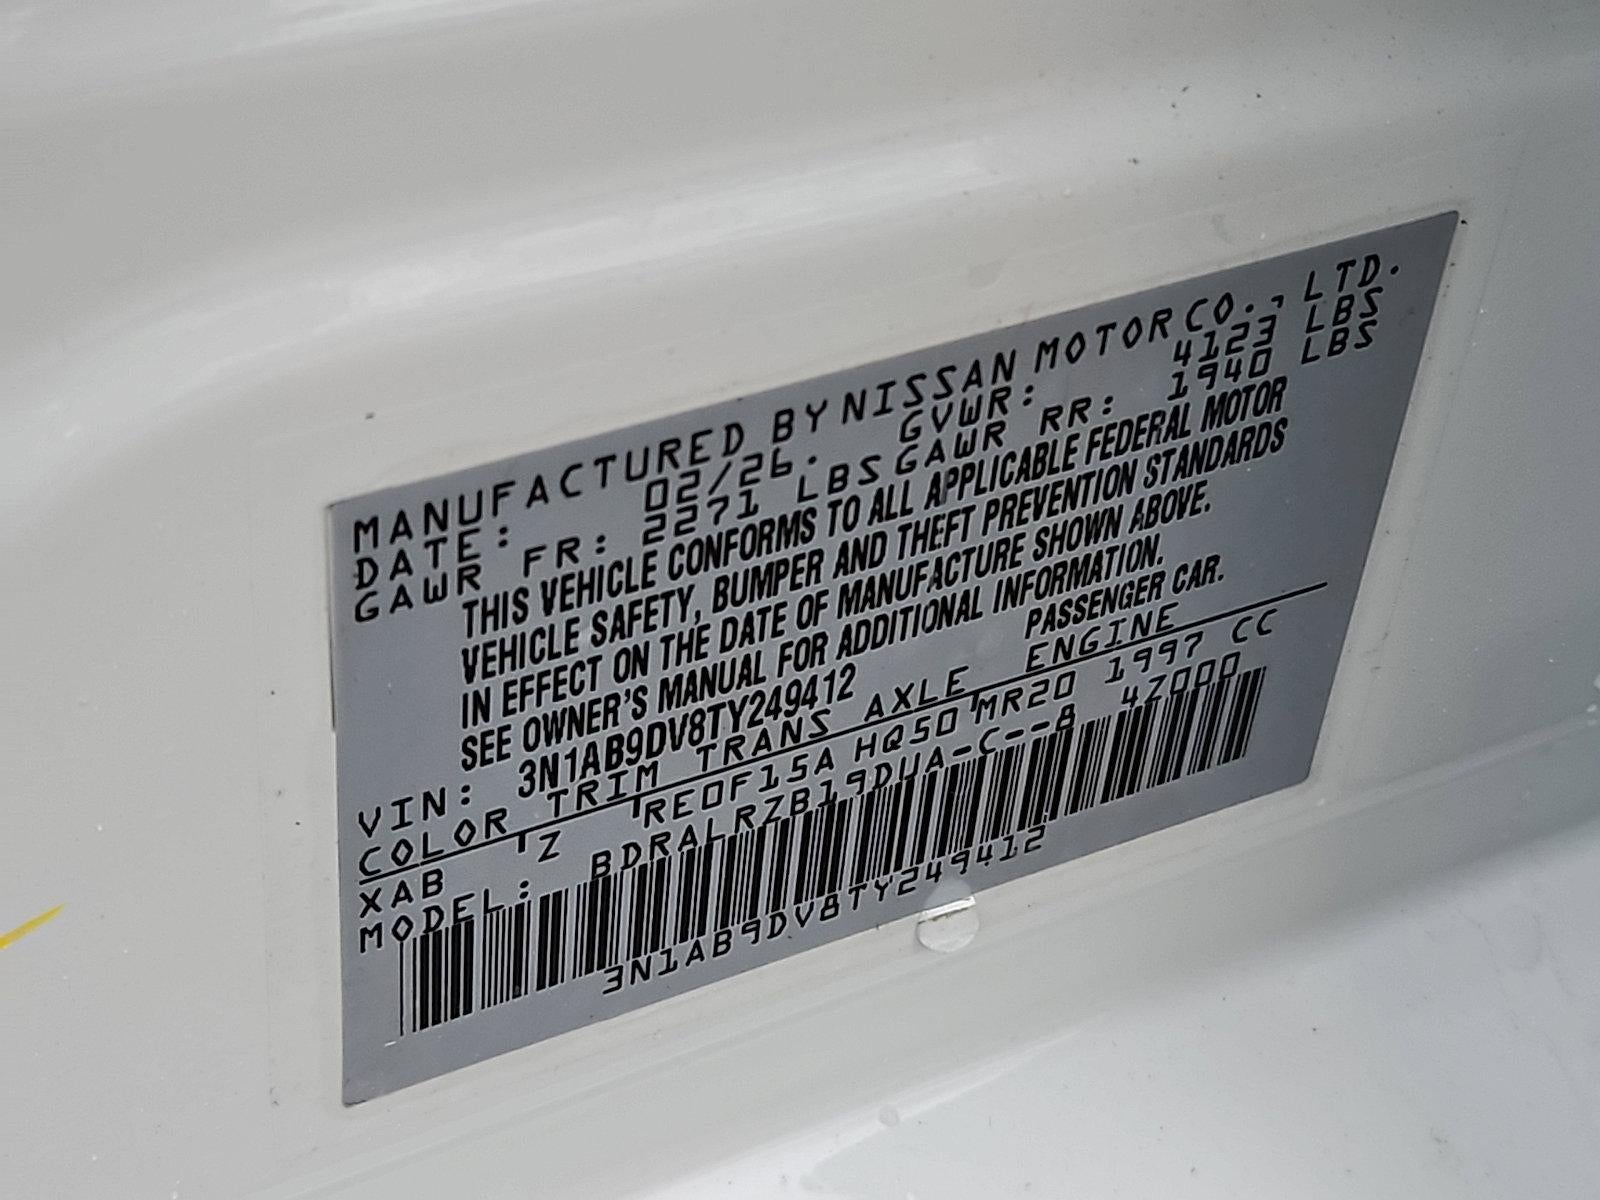 MANUFACTURED BY NISSAN MOTOR CO., LTD.
DATE: 02/26. GVWR: 4123 LBS
GAWR FR: 2271 LBS GAWR RR: 1940 LBS
THIS VEHICLE CONFORMS TO ALL APPLICABLE FEDERAL MOTOR
VEHICLE SAFETY, BUMPER AND THEFT PREVENTION STANDARDS
IN EFFECT ON THE DATE OF MANUFACTURE SHOWN ABOVE.
SEE OWNER'S MANUAL FOR ADDITIONAL INFORMATION.
VIN: 3N1AB9DV8TY249412 PASSENGER CAR.
COLOR TRIM TRANS AXLE ENGINE
XAB Z RE0F15A HQ50 MR20 1997 CC
MODEL: BDRALRZB19DUA-C--8 4Z000
3N1AB9DV8TY249412